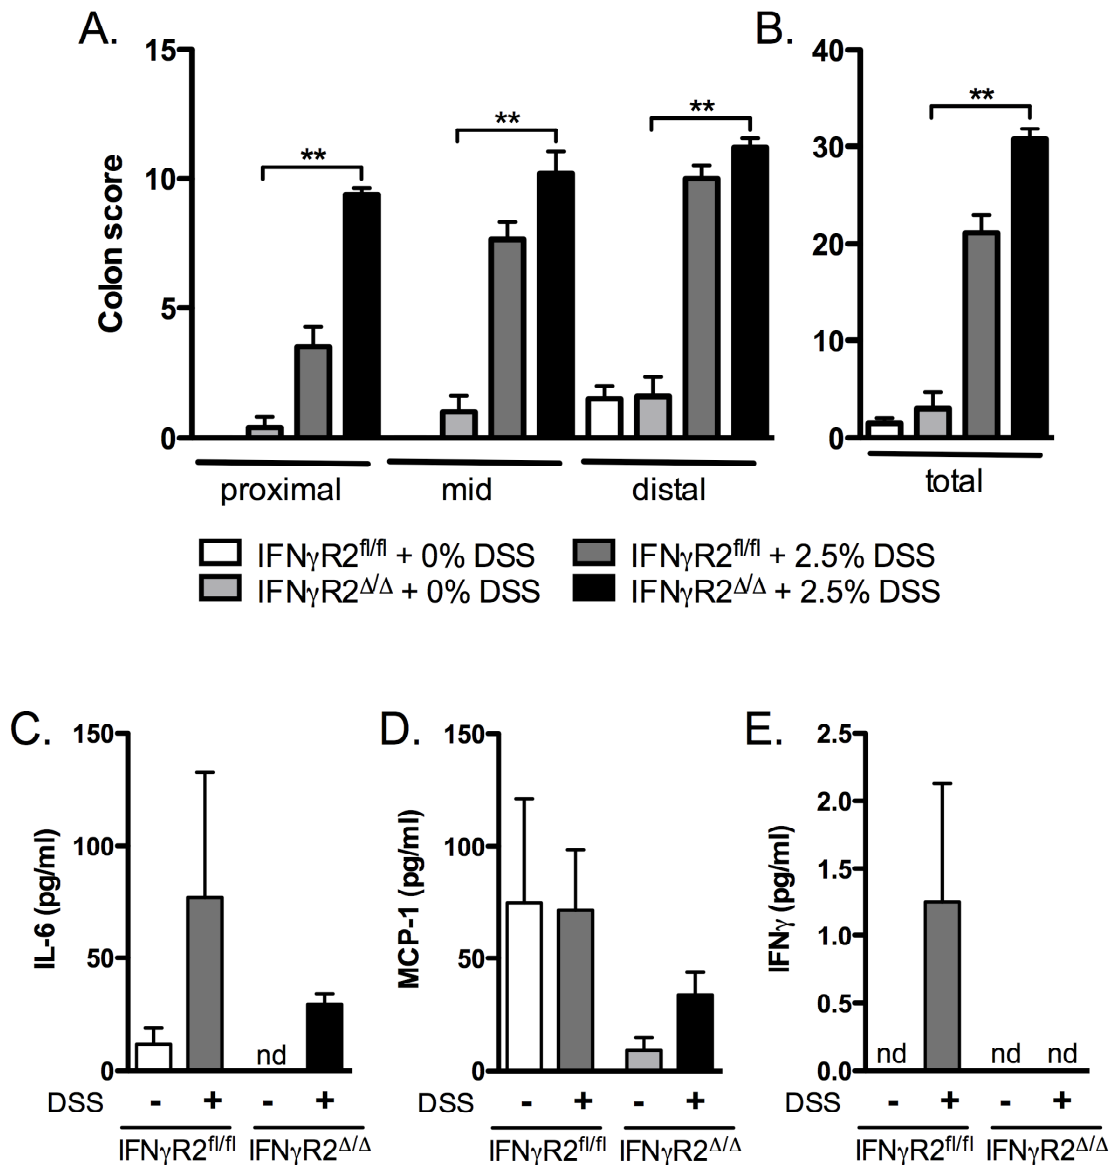 A.
B.
15
10
5
0
Colon score
**
**
**
proximal
mid
distal
40
30
20
10
0
**
total
IFNγR2fl/fl + 0% DSS
IFNγR2fl/fl + 2.5% DSS
IFNγR2Δ/Δ + 0% DSS
IFNγR2Δ/Δ + 2.5% DSS
C.
150
100
50
0
IL-6 (pg/ml)
nd
DSS - + - +
IFNγR2fl/fl IFNγR2Δ/Δ
D.
150
100
50
0
MCP-1 (pg/ml)
DSS - + - +
IFNγR2fl/fl IFNγR2Δ/Δ
E.
2.5
2.0
1.5
1.0
0.5
0.0
IFNγ (pg/ml)
nd nd nd
DSS - + - +
IFNγR2fl/fl IFNγR2Δ/Δ